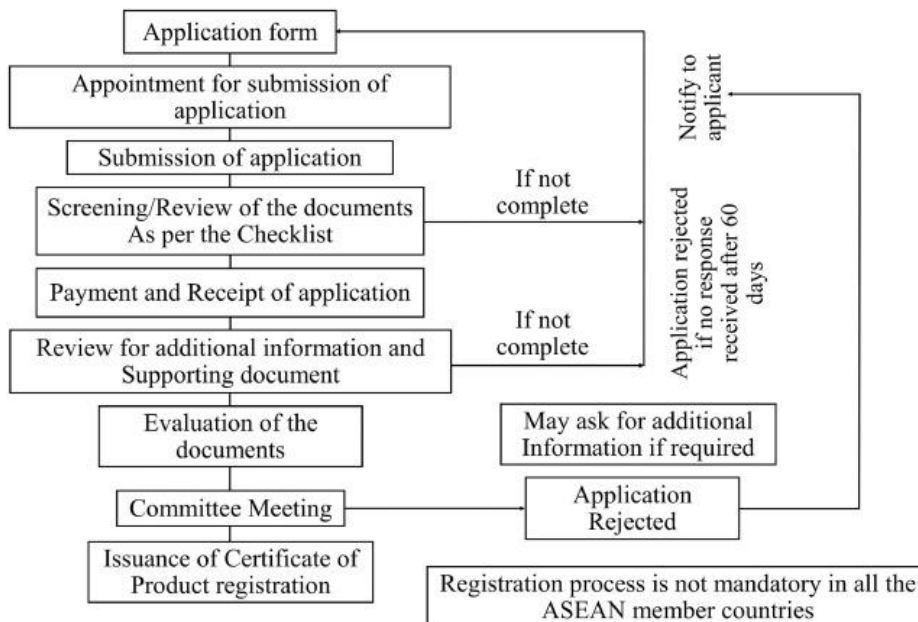 Application form
Appointment for submission of
application
Submission of application
Screening/Review of the documents
As per the Checklist
If not
complete
Payment and Receipt of application
Review for additional information and
Supporting document
If not
complete
Notify to
applicant
Application rejected
if no response
received after 60
days
Evaluation of the
documents
May ask for additional
Information if required
Committee Meeting
Application
Rejected
Issuance of Certificate of
Product registration
Registration process is not mandatory in all the
ASEAN member countries